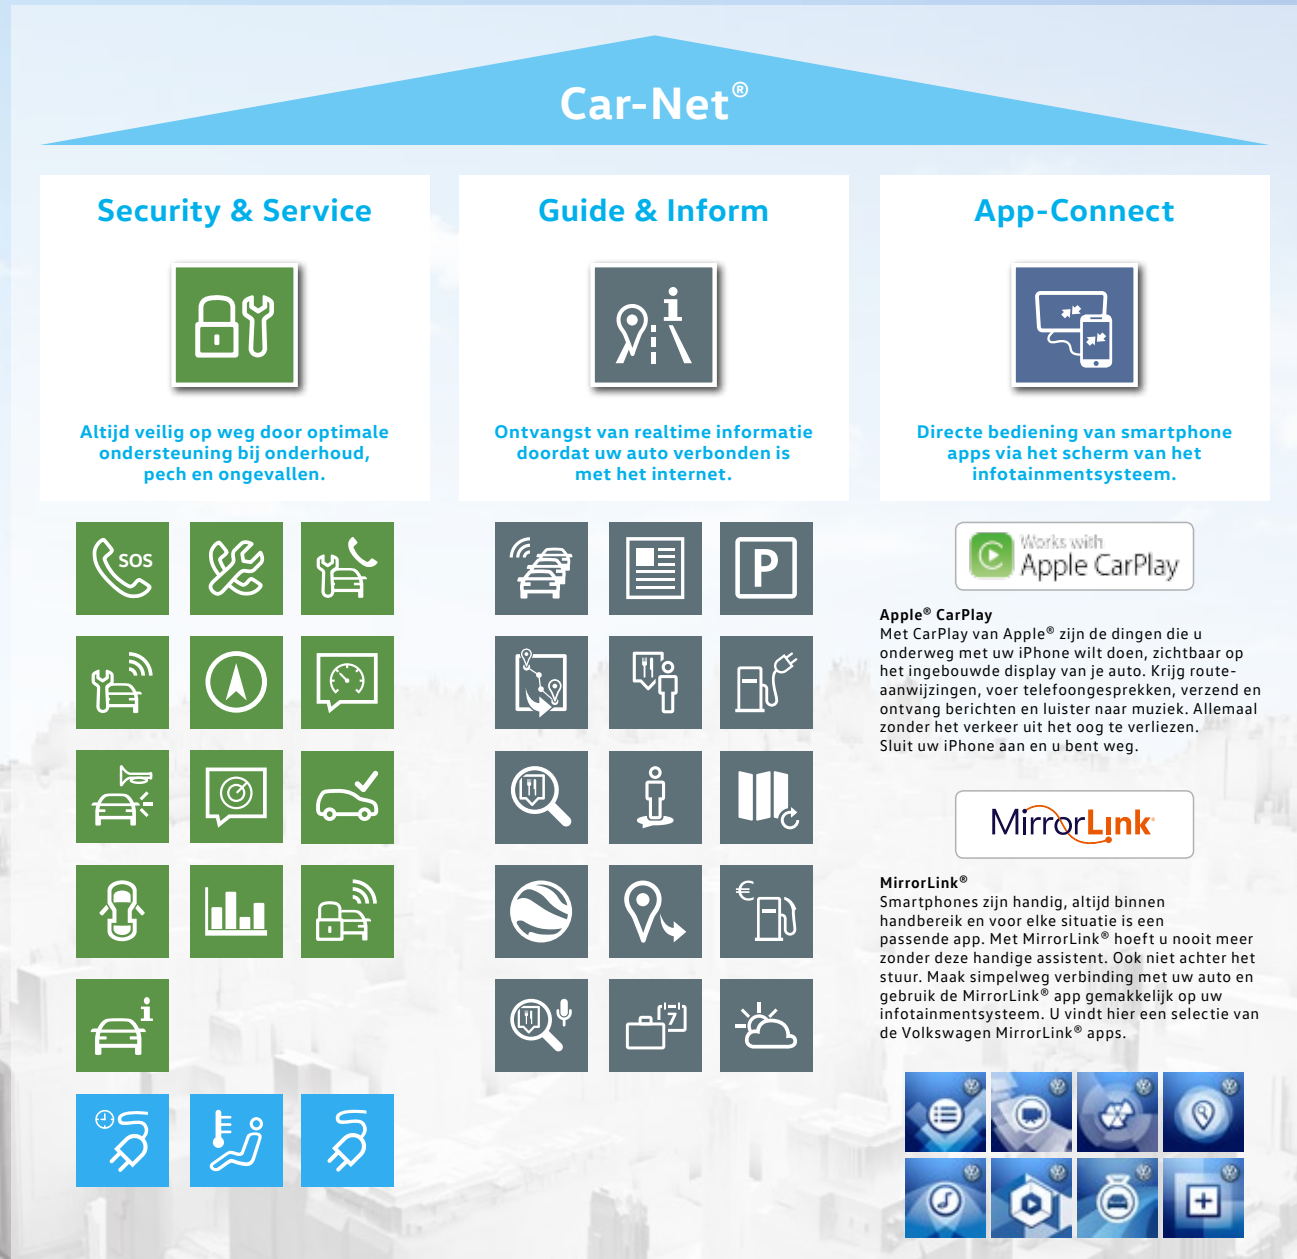 Car-Net®
Security & Service
Altijd veilig op weg door optimale
ondersteuning bij onderhoud,
pech en ongevallen.
SOS
Guide & Inform
Ontvangst van realtime informatie
doordat uw auto verbonden is
met het internet.
P
€
7
App-Connect
Directe bediening van smartphone
apps via het scherm van het
infotainmentsysteem.
Works with
Apple CarPlay
Apple® CarPlay
Met CarPlay van Apple® zijn de dingen die u
onderweg met uw iPhone wilt doen, zichtbaar op
het ingebouwde display van je auto. Krijg route-
aanwijzingen, voer telefoongesprekken, verzend en
ontvang berichten en luister naar muziek. Allemaal
zonder het verkeer uit het oog te verliezen.
Sluit uw iPhone aan en u bent weg.
MirrorLink
MirrorLink®
Smartphones zijn handig, altijd binnen
handbereik en voor elke situatie is een
passende app. Met MirrorLink® hoeft u nooit meer
zonder deze handige assistent. Ook niet achter het
stuur. Maak simpelweg verbinding met uw auto en
gebruik de MirrorLink® app gemakkelijk op uw
infotainmentsysteem. U vindt hier een selectie van
de Volkswagen MirrorLink® apps.